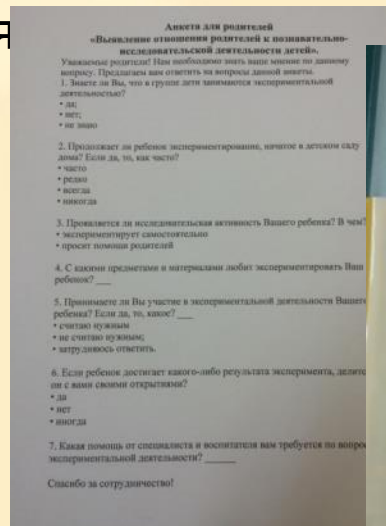 я
Анкета для родителей
«Выявление отношения родителей к познавательно-
исследовательской деятельности детей».
Уважаемые родители! Нам необходимо знать ваше мнение по данному
вопросу. Предлагаем вам ответить на вопросы данной анкеты.
1. Знаете ли Вы, что в группе дети занимаются экспериментальной
деятельностью?
• да;
• нет;
• не знаю
2. Продолжает ли ребенок экспериментирование, начатое в детском саду
дома? Если да, то, как часто?
• часто
• редко
• всегда
• никогда
3. Проявляется ли исследовательская активность Вашего ребенка? В чем?
• экспериментирует самостоятельно
• просит помощи родителей
4. С какими предметами и материалами любит экспериментировать Ваш
ребенок? ___
5. Принимаете ли Вы участие в экспериментальной деятельности Вашего
ребенка? Если да, то, какое? ___
• считаю нужным
• не считаю нужным;
• затрудняюсь ответить.
6. Если ребенок достигает какого-либо результата эксперимента, делитс
он с вами своими открытиями?
• да
• нет
• иногда
7. Какая помощь от специалиста и воспитателя вам требуется по вопро
экспериментальной деятельности? ______
Спасибо за сотрудничество!